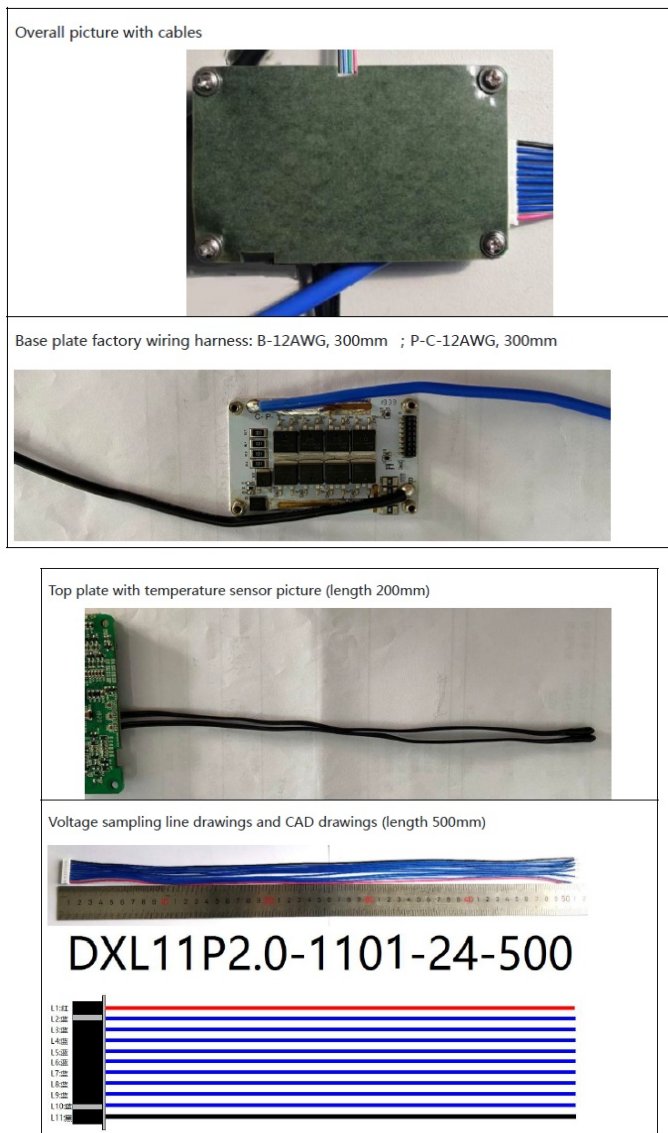 Overall picture with cables
Base plate factory wiring harness: B-12AWG, 300mm ；P-C-12AWG, 300mm
C- P-
Top plate with temperature sensor picture (length 200mm)
Voltage sampling line drawings and CAD drawings (length 500mm)
DXL11P2.0-1101-24-500
L1:红
L2:蓝
L3:蓝
L4:蓝
L5:蓝
L6:蓝
L7:蓝
L8:蓝
L9:蓝
L10:蓝
L11:黑